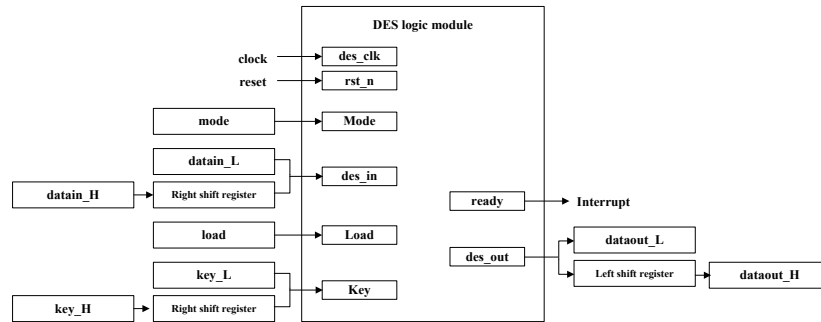 DES logic module
clock
des_clk
reset
rst_n
mode
Mode
datain_L
des_in
datain_H
Right shift register
ready
Interrupt
load
Load
dataout_L
des_out
key_L
Left shift register
dataout_H
Key
key_H
Right shift register